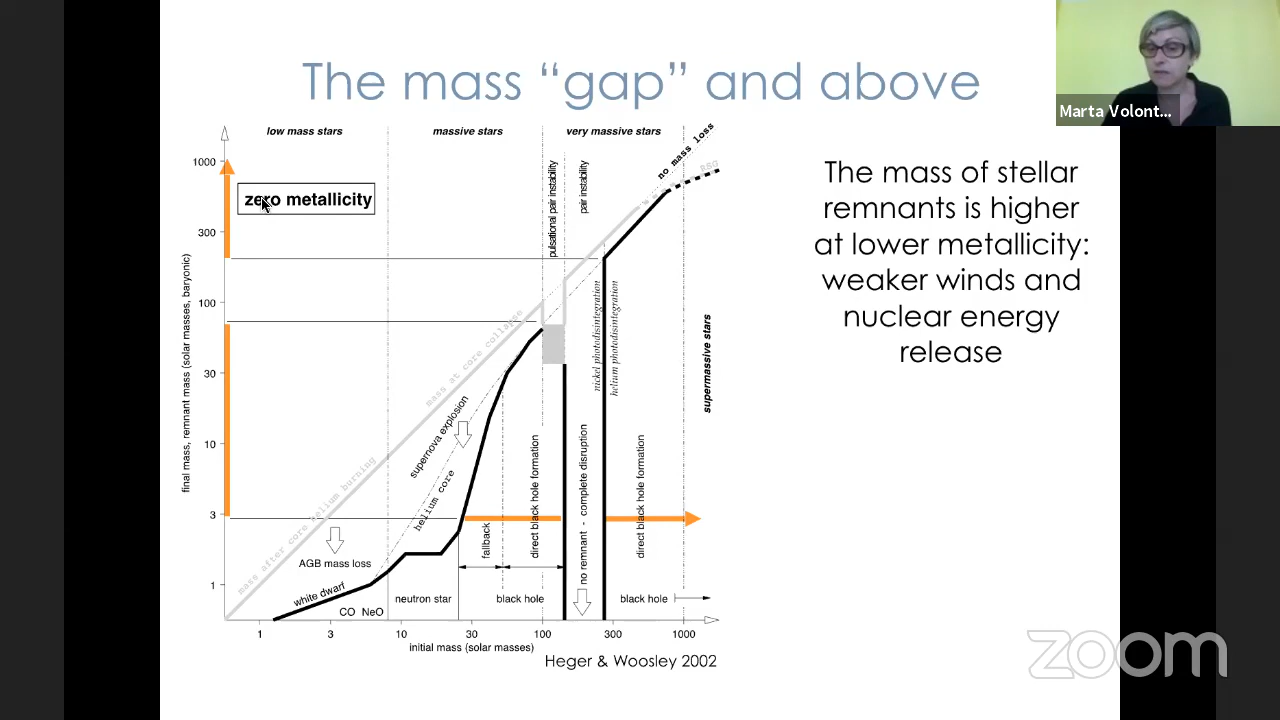 The mass “gap” and above
Marta Volont...
low mass stars
massive stars
very massive stars
zero metallicity
The mass of stellar
remnants is higher
at lower metallicity:
weaker winds and
nuclear energy
release
final mass, remnant mass (solar masses, baryonic)
1000
300
100
30
10
3
1
mass after core helium burning
mass at core collapse
supernova explosion
helium core
AGB mass loss
white dwarf
CO NeO
neutron star
fallback
direct black hole formation
black hole
pulsational pair instability
pair instability
no remnant - complete disruption
nickel photodisintegration
helium photodisintegration
direct black hole formation
black hole
no mass loss
RSG
supermassive stars
1
3
10
30
100
300
1000
initial mass (solar masses)
Heger & Woosley 2002
zoom